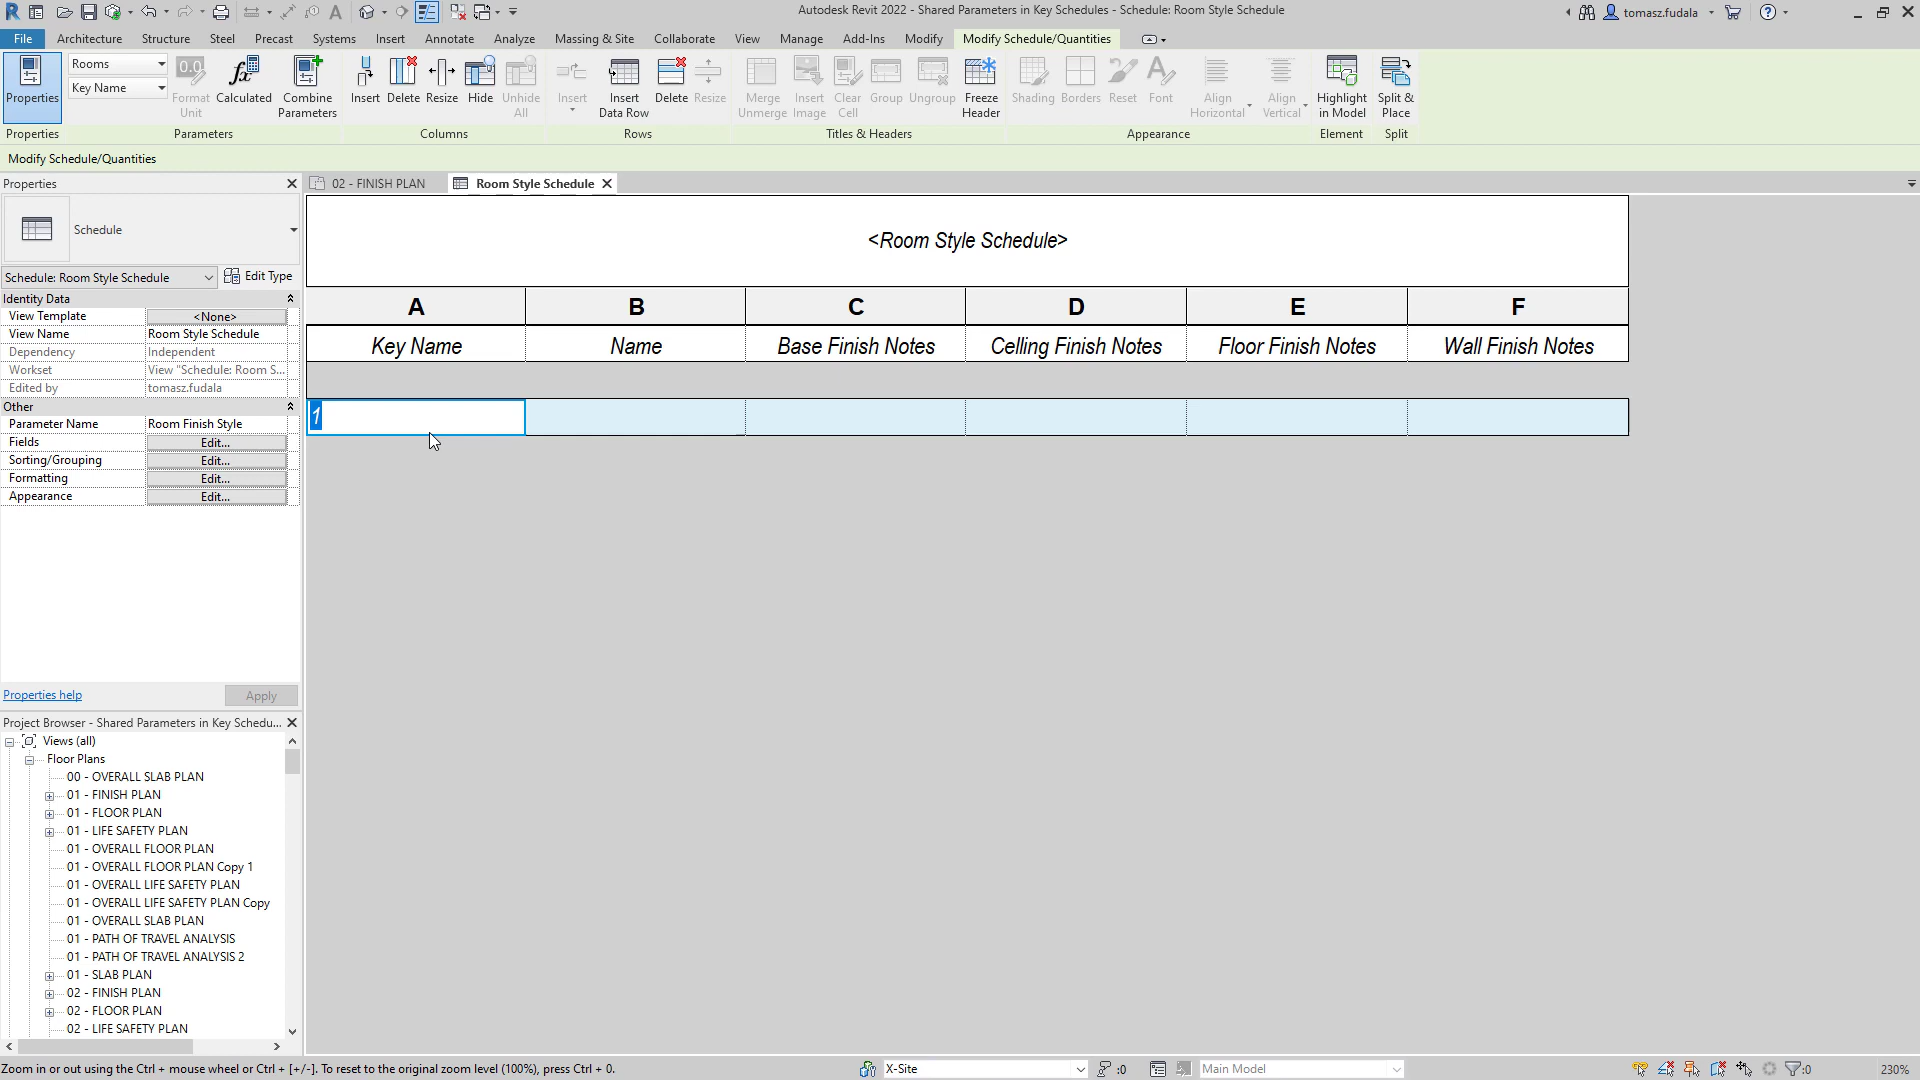 Autodesk Revit 2022 - Shared Parameters in Key Schedules - Schedule: Room Style Schedule
tomasz.fudala
File Architecture Structure Steel Precast Systems Insert Annotate Analyze Massing & Site Collaborate View Manage Add-Ins Modify Modify Schedule/Quantities
Properties
Rooms
Key Name
Format Unit
Calculated
Combine Parameters
Insert
Delete
Resize
Hide
Unhide All
Insert
Insert Data Row
Delete
Resize
Merge Unmerge
Insert Image
Clear Cell
Group
Ungroup
Freeze Header
Shading
Borders
Reset
Font
Align Horizontal
Align Vertical
Highlight in Model
Split & Place
Properties Parameters Columns Rows Titles & Headers Appearance Element Split
Modify Schedule/Quantities
Properties
02 - FINISH PLAN
Room Style Schedule
Schedule
Schedule: Room Style Schedule
Edit Type
Identity Data
View Template <None>
View Name Room Style Schedule
Dependency Independent
Workset View "Schedule: Room S...
Edited by tomasz.fudala
Other
Parameter Name Room Finish Style
Fields Edit...
Sorting/Grouping Edit...
Formatting Edit...
Appearance Edit...
Properties help
Apply
<Room Style Schedule>
A B C D E F
Key Name Name Base Finish Notes Celling Finish Notes Floor Finish Notes Wall Finish Notes
1
Project Browser - Shared Parameters in Key Schedu...
Views (all)
Floor Plans
00 - OVERALL SLAB PLAN
01 - FINISH PLAN
01 - FLOOR PLAN
01 - LIFE SAFETY PLAN
01 - OVERALL FLOOR PLAN
01 - OVERALL FLOOR PLAN Copy 1
01 - OVERALL LIFE SAFETY PLAN
01 - OVERALL LIFE SAFETY PLAN Copy
01 - OVERALL SLAB PLAN
01 - PATH OF TRAVEL ANALYSIS
01 - PATH OF TRAVEL ANALYSIS 2
01 - SLAB PLAN
02 - FINISH PLAN
02 - FLOOR PLAN
02 - LIFE SAFETY PLAN
Zoom in or out using the Ctrl + mouse wheel or Ctrl + [+/-]. To reset to the original zoom level (100%), press Ctrl + 0.
X-Site
:0
Main Model
:0
230%